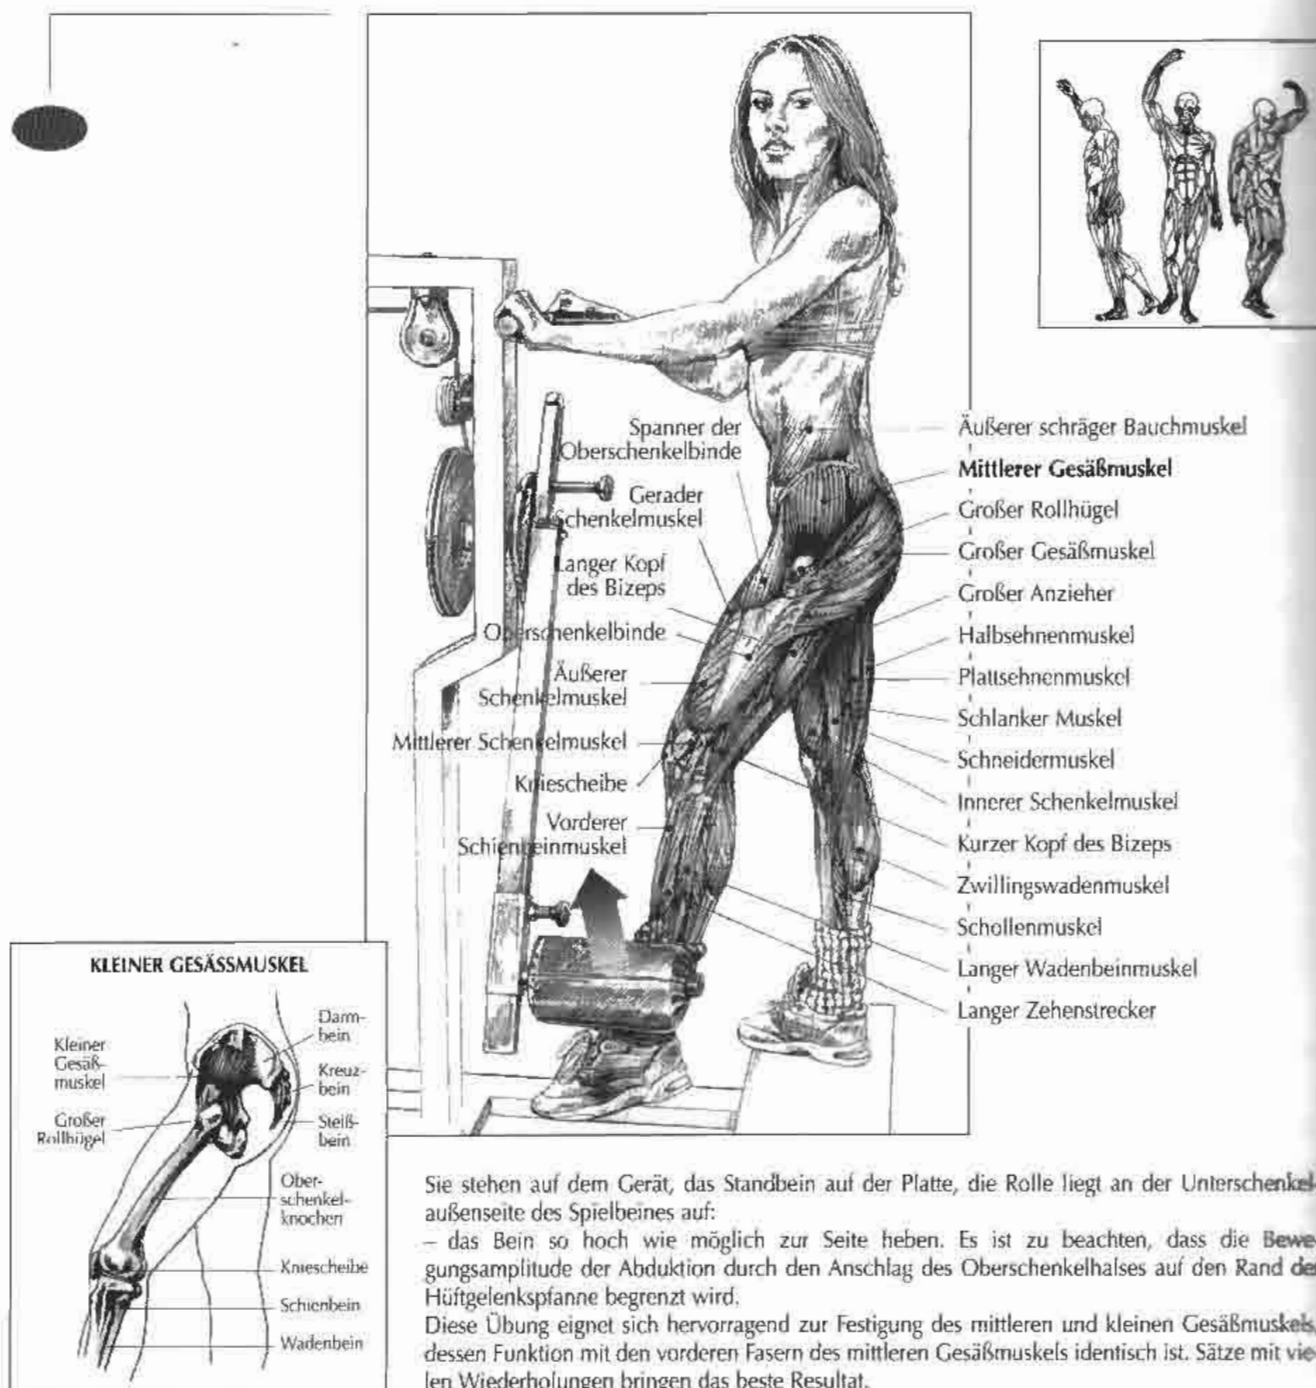 Spanner der
Oberschenkelbinde
Gerader
Schenkelmuskel
Langer Kopf
des Bizeps
Oberschenkelbinde
Äußerer
Schenkelmuskel
Mittlerer Schenkelmuskel
Kniescheibe
Vorderer
Schienbeinmuskel
Äußerer schräger Bauchmuskel
Mittlerer Gesäßmuskel
Großer Rollhügel
Großer Gesäßmuskel
Großer Anzieher
Halbsehnenmuskel
Plattsehnenmuskel
Schlanker Muskel
Schneidermuskel
Innerer Schenkelmuskel
Kurzer Kopf des Bizeps
Zwillingswadenmuskel
Schollenmuskel
Langer Wadenbeinmuskel
Langer Zehenstrecker
KLEINER GESÄSSMUSKEL
Kleiner
Gesäß-
muskel
Großer
Rollhügel
Darm-
bein
Kreuz-
bein
Steiß-
bein
Ober-
schenkel-
knochen
Kniescheibe
Schienbein
Wadenbein
Sie stehen auf dem Gerät, das Standbein auf der Platte, die Rolle liegt an der Unterschenkel-
außenseite des Spielbeines auf:
– das Bein so hoch wie möglich zur Seite heben. Es ist zu beachten, dass die Bewe-
gungsamplitude der Abduktion durch den Anschlag des Oberschenkelhalses auf den Rand der
Hüftgelenkspfanne begrenzt wird.
Diese Übung eignet sich hervorragend zur Festigung des mittleren und kleinen Gesäßmuskels,
dessen Funktion mit den vorderen Fasern des mittleren Gesäßmuskels identisch ist. Sätze mit vie-
len Wiederholungen bringen das beste Resultat.